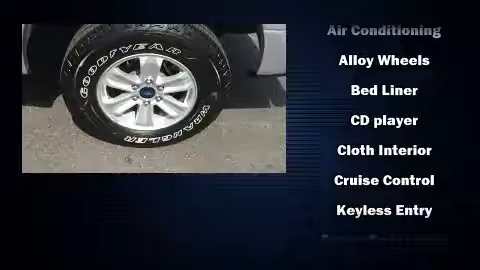 GOODYEAR
WRANGLER
Air Conditioning
Alloy Wheels
Bed Liner
CD player
Cloth Interior
Cruise Control
Keyless Entry